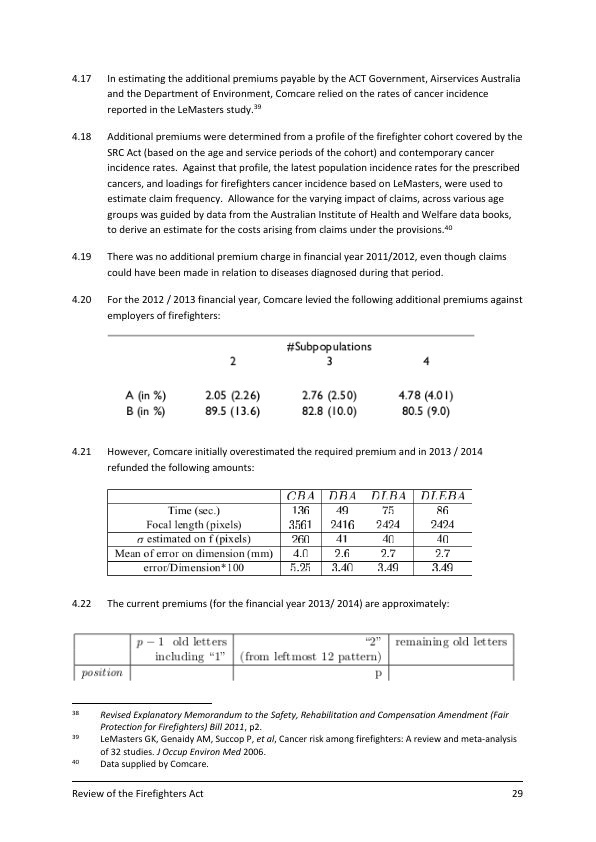 4.17 In estimating the additional premiums payable by the ACT Government, Airservices Australia
and the Department of Environment, Comcare relied on the rates of cancer incidence
reported in the LeMasters study.39
4.18 Additional premiums were determined from a profile of the firefighter cohort covered by the
SRC Act (based on the age and service periods of the cohort) and contemporary cancer
incidence rates.  Against that profile, the latest population incidence rates for the prescribed
cancers, and loadings for firefighters cancer incidence based on LeMasters, were used to
estimate claim frequency.  Allowance for the varying impact of claims, across various age
groups was guided by data from the Australian Institute of Health and Welfare data books,
to derive an estimate for the costs arising from claims under the provisions.40
4.19 There was no additional premium charge in financial year 2011/2012, even though claims
could have been made in relation to diseases diagnosed during that period.
4.20 For the 2012 / 2013 financial year, Comcare levied the following additional premiums against
employers of firefighters:
#Subpopulations
2 3 4
A (in %) 2.05 (2.26) 2.76 (2.50) 4.78 (4.01)
B (in %) 89.5 (13.6) 82.8 (10.0) 80.5 (9.0)
4.21 However, Comcare initially overestimated the required premium and in 2013 / 2014
refunded the following amounts:
CBA DBA DLBA DLEBA
Time (sec.) 136 49 75 86
Focal length (pixels) 3561 2416 2424 2424
σ estimated on f (pixels) 260 41 40 40
Mean of error on dimension (mm) 4.0 2.6 2.7 2.7
error/Dimension*100 5.25 3.40 3.49 3.49
4.22 The current premiums (for the financial year 2013/ 2014) are approximately:
p − 1 old letters "2" remaining old letters
including "1" (from leftmost 12 pattern)
position p
38 Revised Explanatory Memorandum to the Safety, Rehabilitation and Compensation Amendment (Fair
Protection for Firefighters) Bill 2011, p2.
39 LeMasters GK, Genaidy AM, Succop P, et al, Cancer risk among firefighters: A review and meta-analysis
of 32 studies. J Occup Environ Med 2006.
40 Data supplied by Comcare.
Review of the Firefighters Act 29